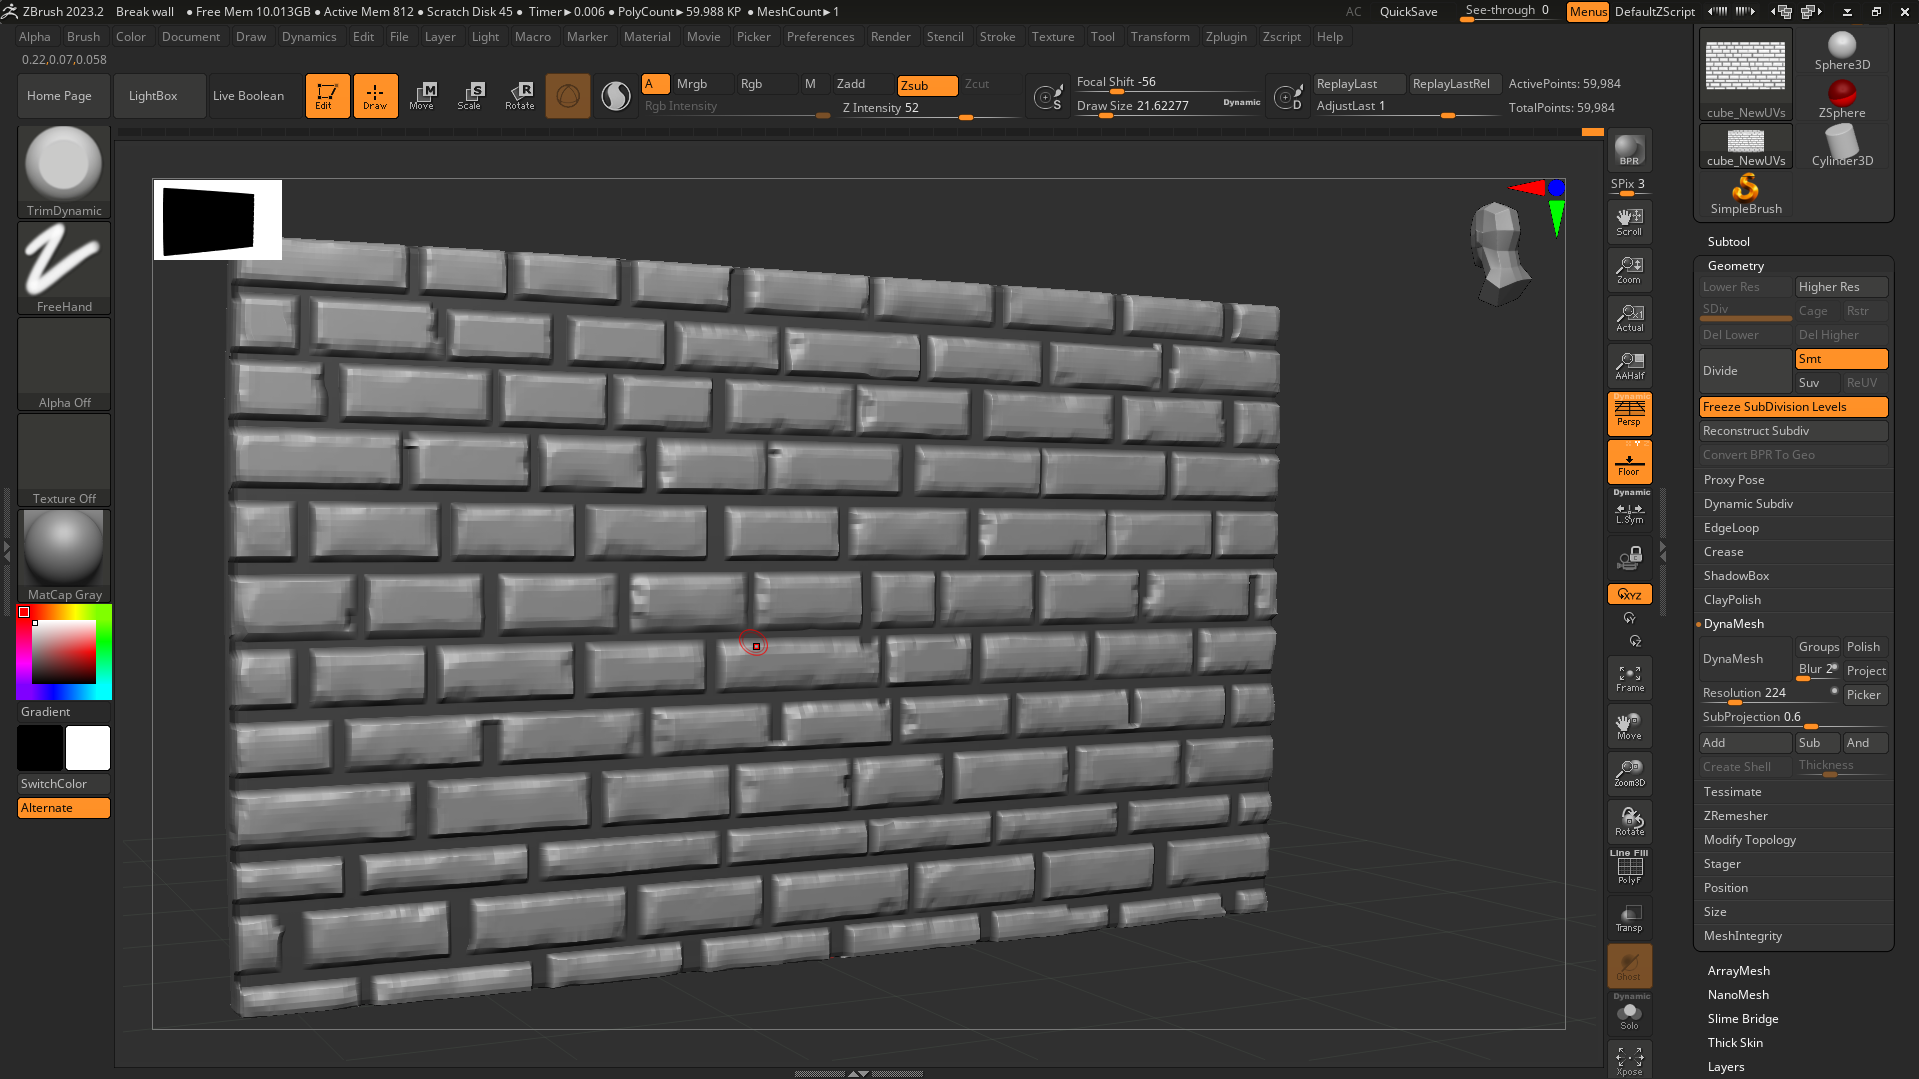 ZBrush 2023.2 Break wall ● Free Mem 10.013GB ● Active Mem 812 ● Scratch Disk 45 ● Timer►0.006 ● PolyCount►59.988 KP ● MeshCount►1 AC QuickSave See-through 0 Menus DefaultZScript
Alpha Brush Color Document Draw Dynamics Edit File Layer Light Macro Marker Material Movie Picker Preferences Render Stencil Stroke Texture Tool Transform Zplugin Zscript Help
0.22,0.07,0.058
Home Page LightBox Live Boolean Edit Draw Move Scale Rotate
A Mrgb Rgb M Zadd Zsub Zcut
Rgb Intensity Z Intensity 52
S Focal Shift -56
Draw Size 21.62277 Dynamic
D ReplayLast ReplayLastRel ActivePoints: 59,984
AdjustLast 1 TotalPoints: 59,984
TrimDynamic
FreeHand
Alpha Off
Texture Off
MatCap Gray
Gradient
SwitchColor
Alternate
BPR
SPix 3
Scroll
Zoom
Actual
AAHalf
Dynamic
Persp
Floor
Dynamic
L.Sym
XYZ
Y
Z
Frame
Move
Zoom3D
Rotate
Line Fill
PolyF
Transp
Ghost
Dynamic
Solo
Xpose
cube_NewUVs Sphere3D
ZSphere
cube_NewUVs Cylinder3D
SimpleBrush
Subtool
Geometry
Lower Res Higher Res
SDiv Cage Rstr
Del Lower Del Higher
Divide Smt
Suv ReUV
Freeze SubDivision Levels
Reconstruct Subdiv
Convert BPR To Geo
Proxy Pose
Dynamic Subdiv
EdgeLoop
Crease
ShadowBox
ClayPolish
DynaMesh
DynaMesh Groups Polish
Blur 2 Project
Resolution 224 Picker
SubProjection 0.6
Add Sub And
Create Shell Thickness
Tessimate
ZRemesher
Modify Topology
Stager
Position
Size
MeshIntegrity
ArrayMesh
NanoMesh
Slime Bridge
Thick Skin
Layers